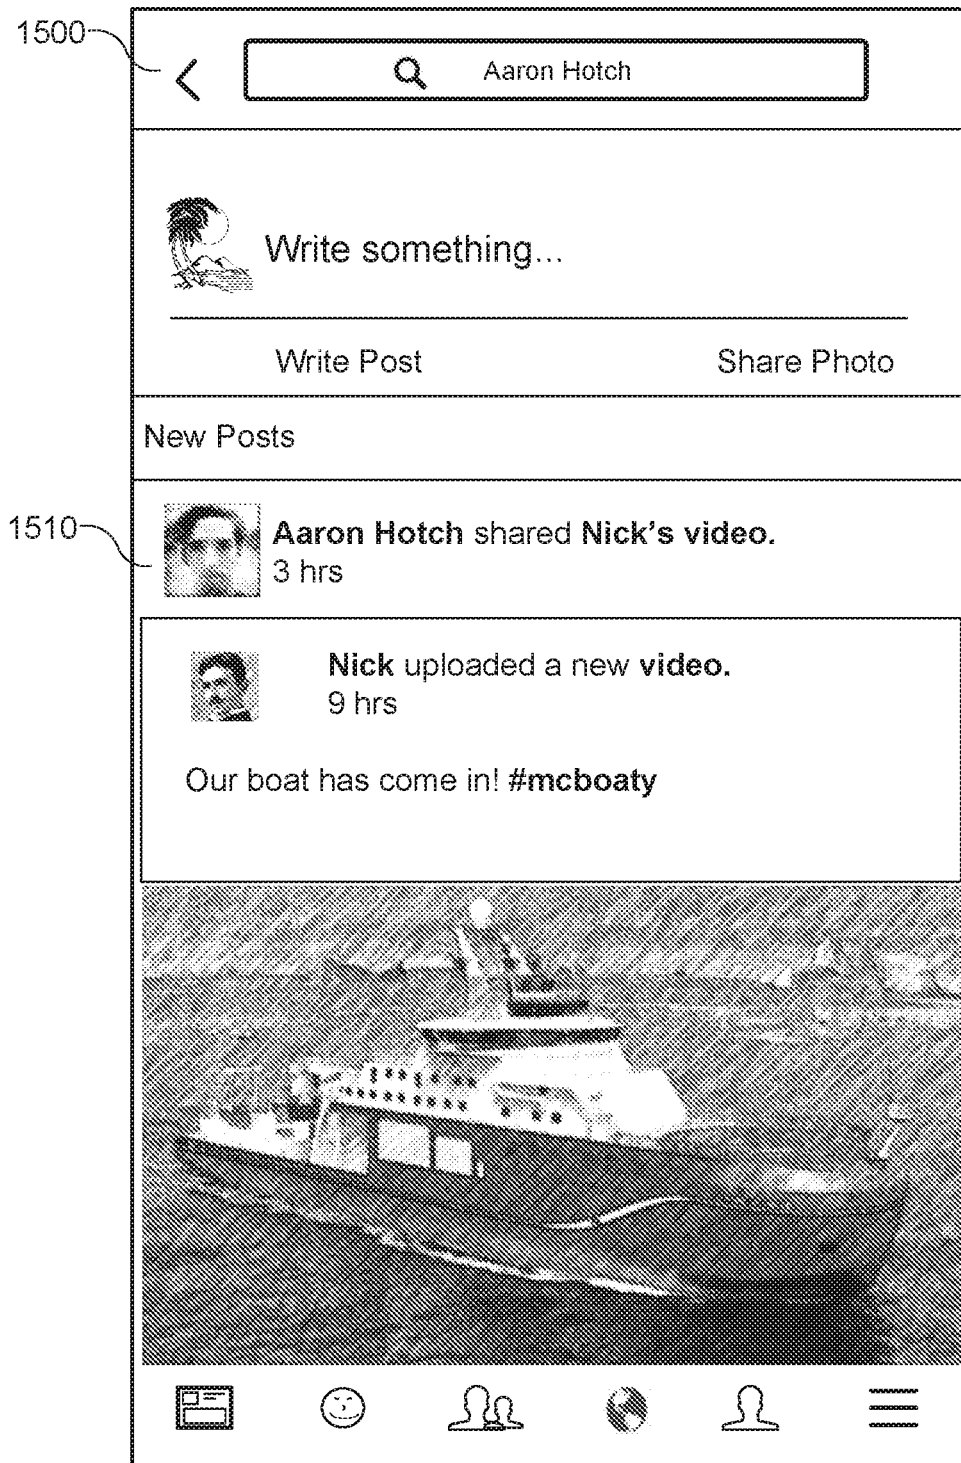 1500
Aaron Hotch
Write something...
Write Post Share Photo
New Posts
1510
Aaron Hotch shared Nick's video.
3 hrs
Nick uploaded a new video.
9 hrs
Our boat has come in! #mcboaty